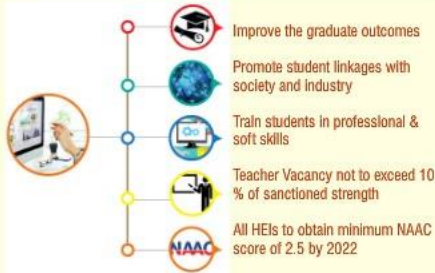 Improve the graduate outcomes
Promote student linkages with
society and industry
Train students in professional &
soft skills
Teacher Vacancy not to exceed 10
% of sanctioned strength
NAAC
All HEIs to obtain minimum NAAC
score of 2.5 by 2022